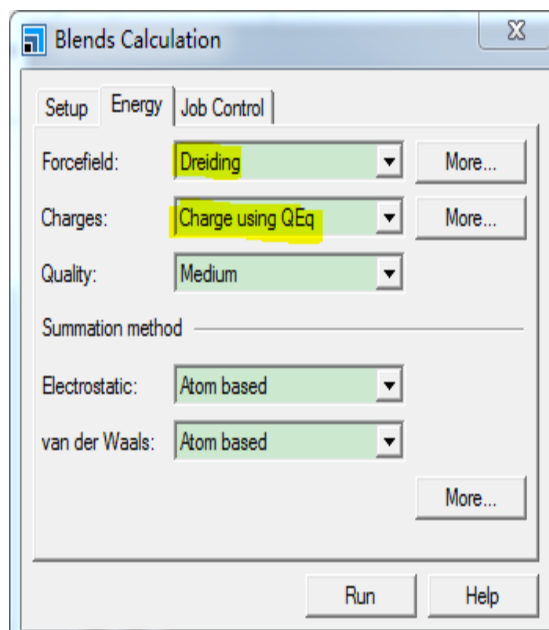 Blends Calculation
Setup Energy Job Control
Forcefield: Dreiding More...
Charges: Charge using QEq More...
Quality: Medium
Summation method
Electrostatic: Atom based
van der Waals: Atom based
More...
Run Help